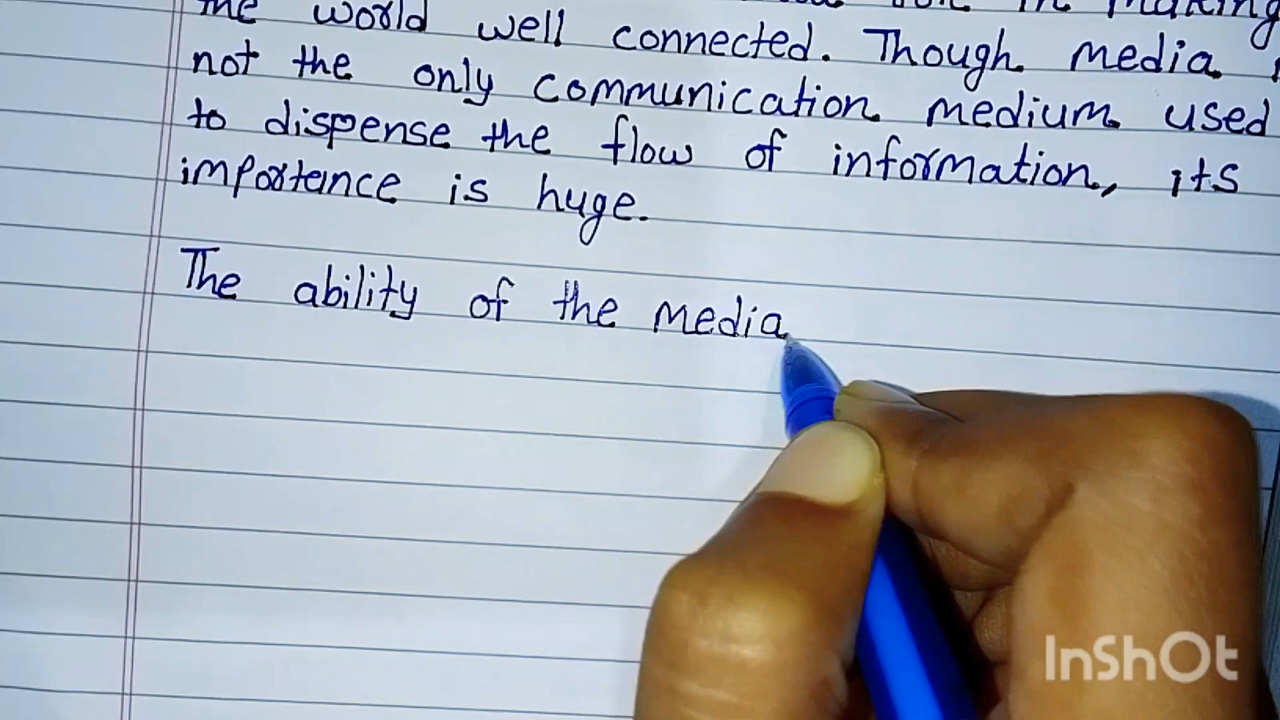 the world well connected. Though media
not the only communication medium used
to dispense the flow of information, its
importance is huge.
The ability of the media
InShOt